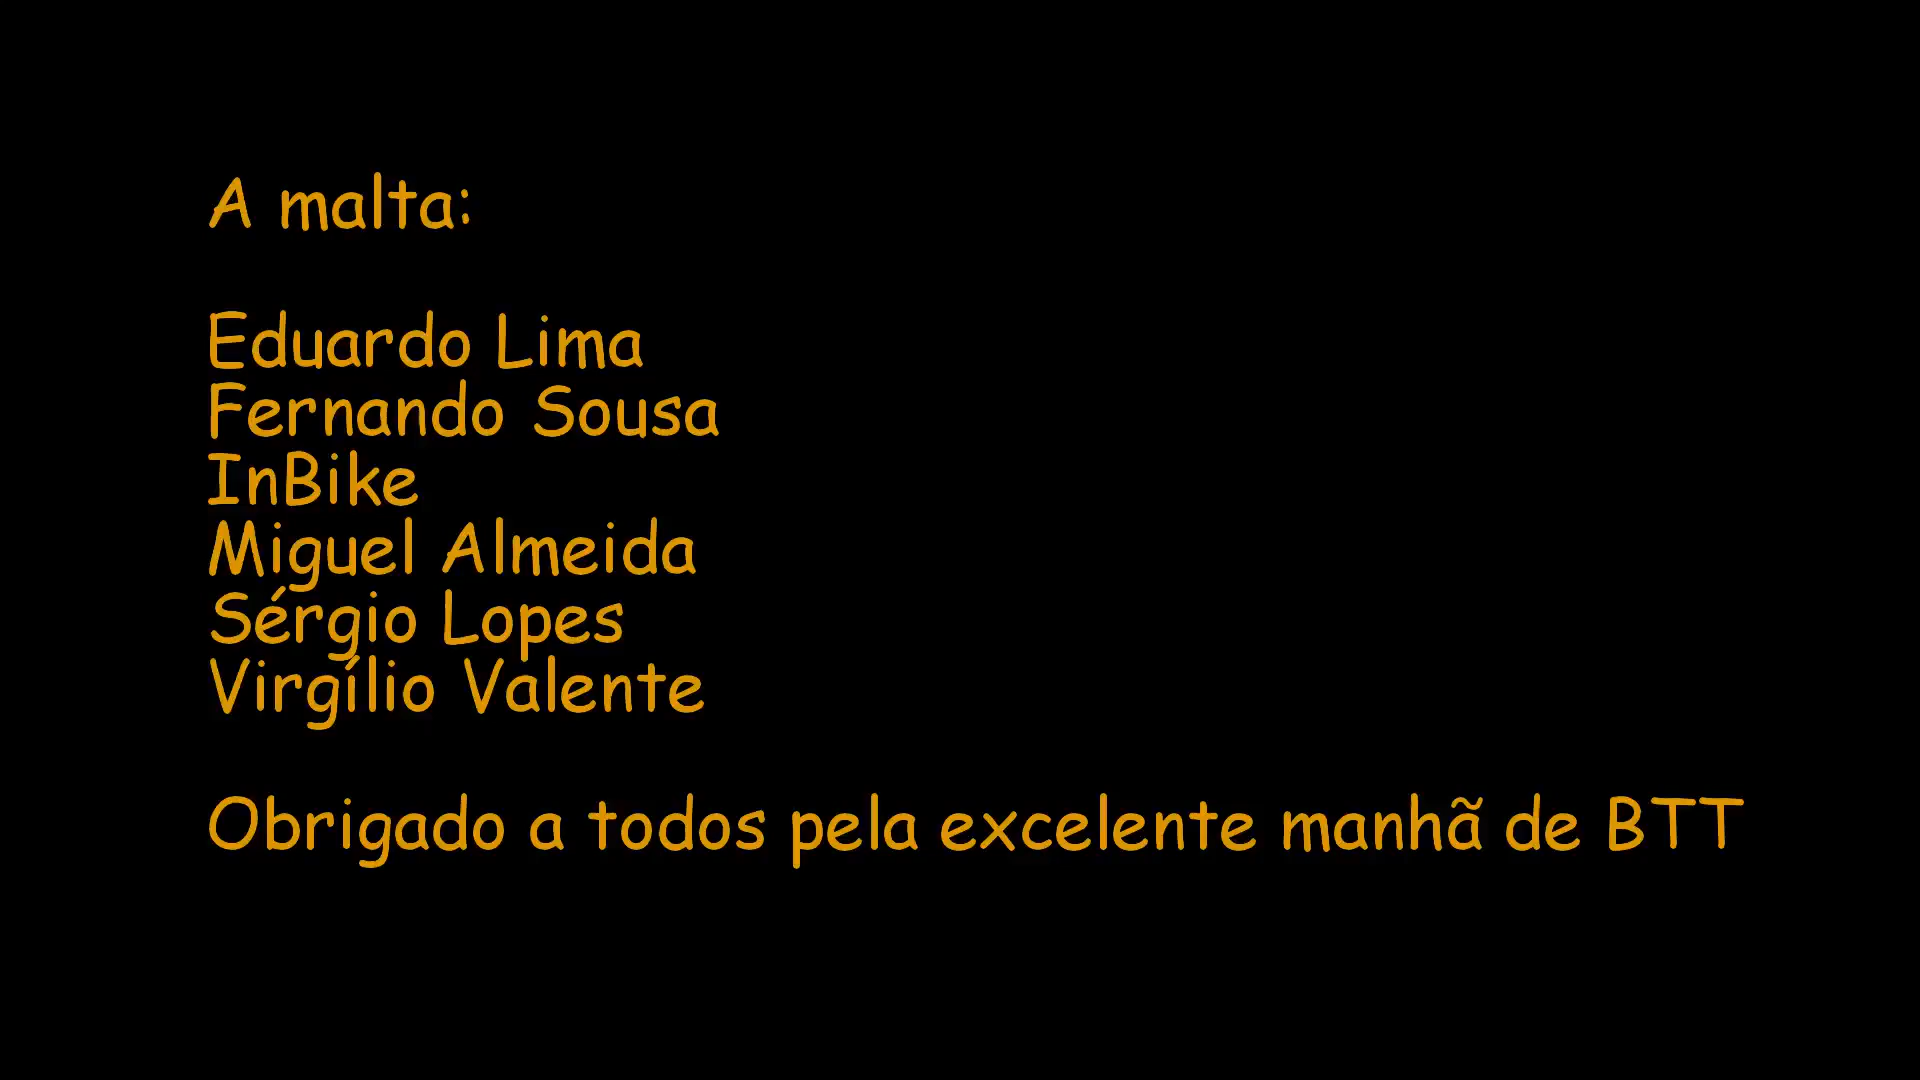 A malta:
Eduardo Lima
Fernando Sousa
InBike
Miguel Almeida
Sérgio Lopes
Virgílio Valente
Obrigado a todos pela excelente manhã de BTT